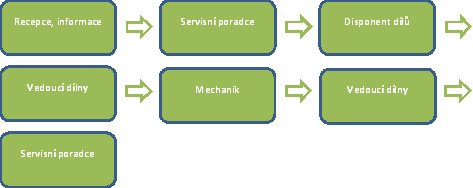 Recepce, informace
Servisní poradce
Disponent dílů
Vedoucí dílny
Mechanik
Vedoucí dílny
Servisní poradce